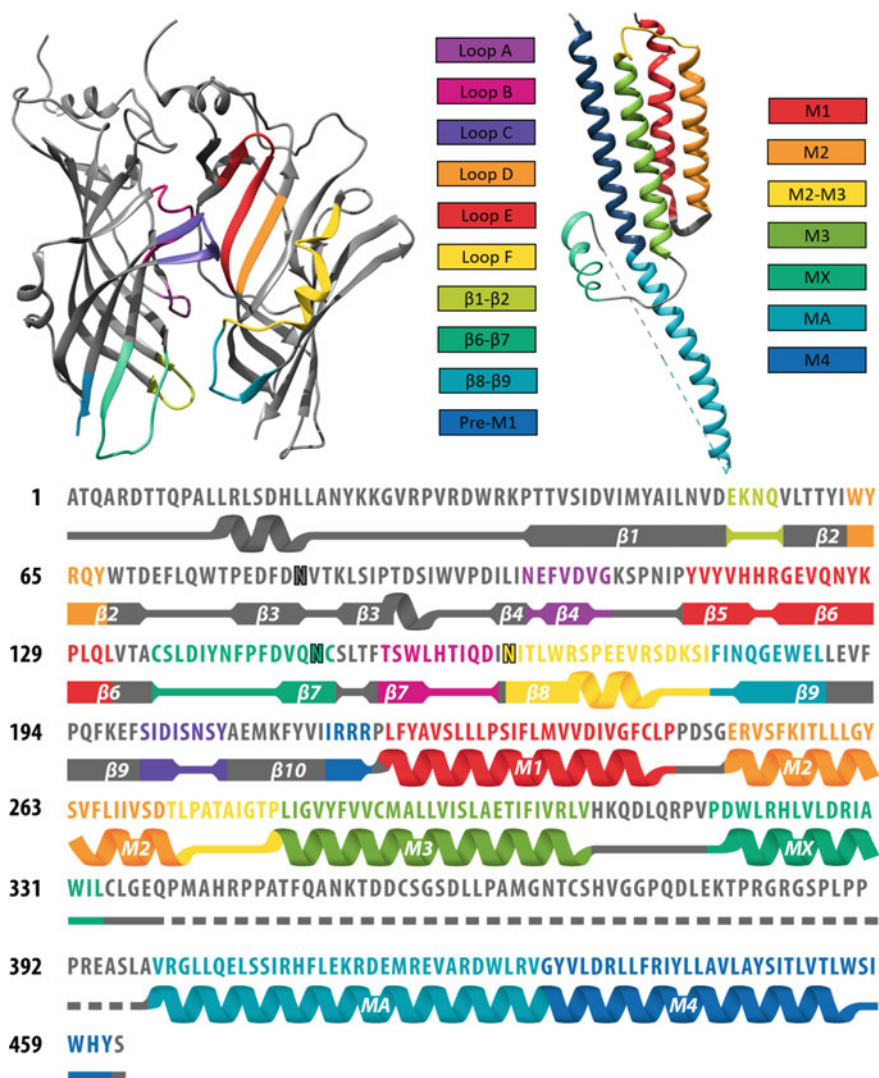 Loop A
Loop B
Loop C
Loop D
Loop E
Loop F
β1-β2
β6-β7
β8-β9
Pre-M1
M1
M2
M2-M3
M3
MX
MA
M4
1 ATQARDTTQPALLRLSDHLLANYKKGVRPVRDWRKPTTVSIDVIMYAILNVDEKNQVLTTYIWY
β1 β2
65 RQYWTDEFLQWTPEDFDNVTKLSIPTDSIWVPDILINEFVDVGKSPNIPYVYVHHRGEVQNYK
β2 β3 β3 β4 β4 β5 β6
129 PLQLVTACSLDIYNFPFDVQNCSLTFTSWLHTIQDINITLWRSPEEVRSDKSIFINQGEWELLEVF
β6 β7 β7 β8 β9
194 PQFKEFSIDISNSYAEMKFYVIIRRRPLFYAVSLLLPSIFLMVVDIVGFCLPPDSGERVSFKITLLLGY
β9 β10 M1 M2
263 SVFLIIVSDTLPATAIGTPLIGVYFVVCMALLVISLAETIFIVRLVHKQDLQRPVPDWLRHLVLDRIA
M2 M3 MX
331 WILCLGEQPMAHRPPATFQANKTDDCSGSDLLPAMGNTCSHVGGPQDLEKTPRGRGSPLPP
392 PREASLAVRGLLQELSSIRHFLEKRDEMREVARDWLRVGYVLDRLLFRIYLLAVLAYSITLVTLWSI
MA M4
459 WHYS